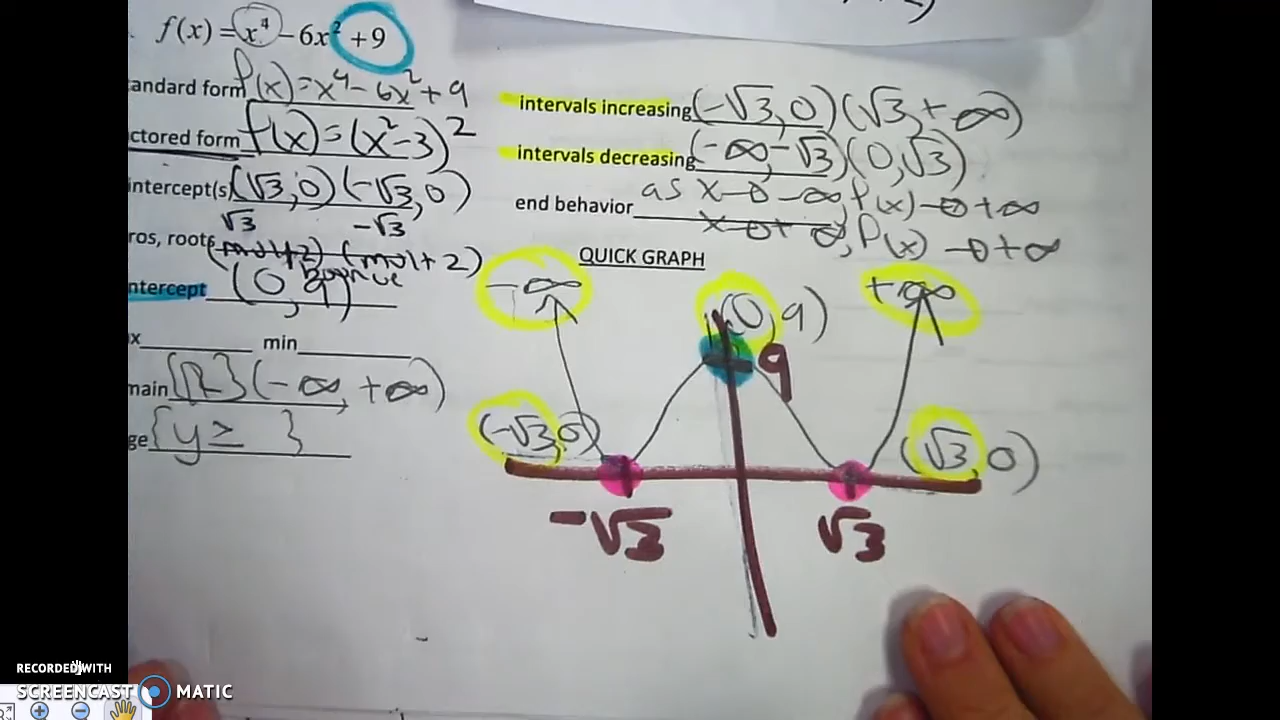 f(x) = x⁴ - 6x² + 9
andard form f(x) = x⁴ - 6x² + 9
ctored form f(x) = (x² - 3)²
intercept(s) (√3, 0) (-√3, 0)
√3 -√3
ros, roots (mult 2) (mult 2)
bounce
ntercept (0, 9)
x min
main {R} (-∞, +∞)
ge {y ≥ }
intervals increasing (-√3, 0) (√3, +∞)
intervals decreasing (-∞, -√3) (0, √3)
end behavior as x→-∞, f(x)→+∞
x→+∞, f(x)→+∞
QUICK GRAPH
-∞ (0, 9) +∞
9
(-√3, 0) (√3, 0)
-√3 √3
RECORDED WITH
SCREENCAST MATIC